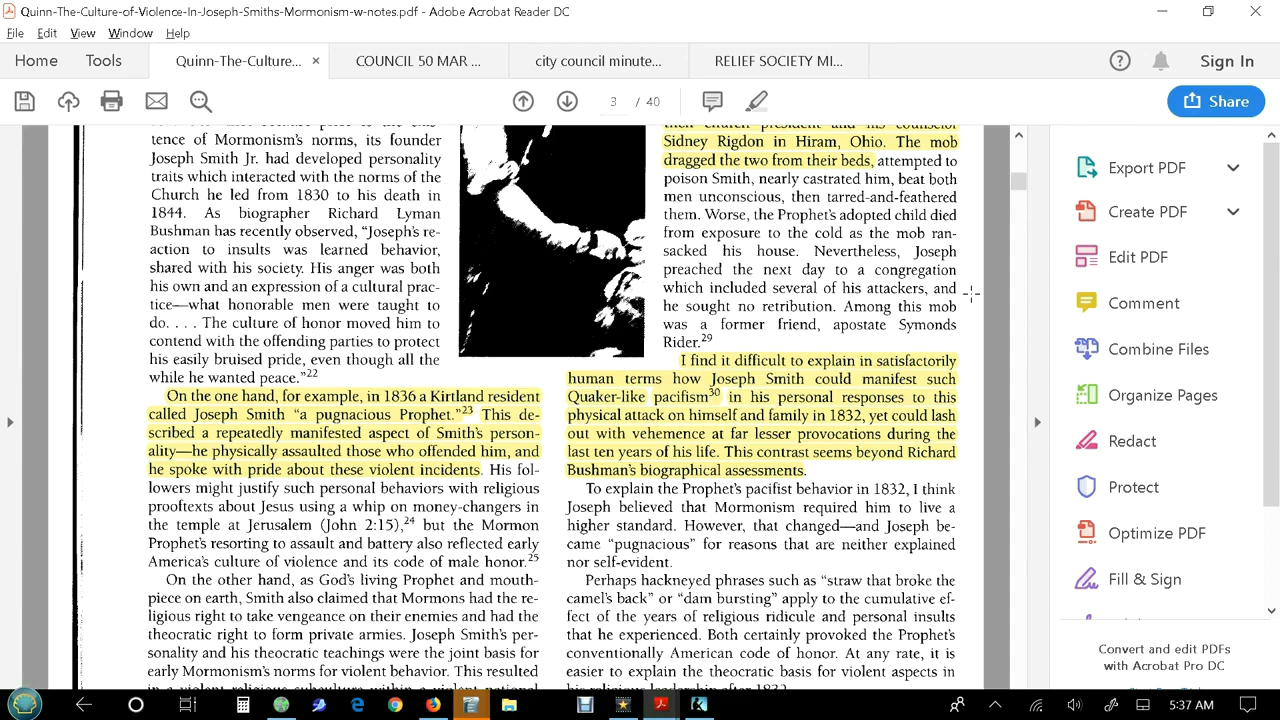 Quinn-The-Culture-of-Violence-In-Joseph-Smiths-Mormonism-w-notes.pdf - Adobe Acrobat Reader DC
File Edit View Window Help
Home Tools Quinn-The-Culture... × COUNCIL 50 MAR ... city council minute... RELIEF SOCIETY MI... Sign In
3 / 40 Share
tence of Mormonism's norms, its founder
Joseph Smith Jr. had developed personality
traits which interacted with the norms of the
Church he led from 1830 to his death in
1844. As biographer Richard Lyman
Bushman has recently observed, “Joseph's re-
action to insults was learned behavior,
shared with his society. His anger was both
his own and an expression of a cultural prac-
tice—what honorable men were taught to
do. . . . The culture of honor moved him to
contend with the offending parties to protect
his easily bruised pride, even though all the
while he wanted peace.”22
On the one hand, for example, in 1836 a Kirtland resident
called Joseph Smith “a pugnacious Prophet.”23 This de-
scribed a repeatedly manifested aspect of Smith's person-
ality—he physically assaulted those who offended him, and
he spoke with pride about these violent incidents. His fol-
lowers might justify such personal behaviors with religious
prooftexts about Jesus using a whip on money-changers in
the temple at Jerusalem (John 2:15),24 but the Mormon
Prophet's resorting to assault and battery also reflected early
America's culture of violence and its code of male honor.25
On the other hand, as God's living Prophet and mouth-
piece on earth, Smith also claimed that Mormons had the re-
ligious right to take vengeance on their enemies and had the
theocratic right to form private armies. Joseph Smith's per-
sonality and his theocratic teachings were the joint basis for
early Mormonism's norms for violent behavior. This resulted
in a violent religious subculture within a violent national
their church president and his counselor
Sidney Rigdon in Hiram, Ohio. The mob
dragged the two from their beds, attempted to
poison Smith, nearly castrated him, beat both
men unconscious, then tarred-and-feathered
them. Worse, the Prophet's adopted child died
from exposure to the cold as the mob ran-
sacked his house. Nevertheless, Joseph
preached the next day to a congregation
which included several of his attackers, and
he sought no retribution. Among this mob
was a former friend, apostate Symonds
Rider.29
I find it difficult to explain in satisfactorily
human terms how Joseph Smith could manifest such
Quaker-like pacifism30 in his personal responses to this
physical attack on himself and family in 1832, yet could lash
out with vehemence at far lesser provocations during the
last ten years of his life. This contrast seems beyond Richard
Bushman's biographical assessments.
To explain the Prophet's pacifist behavior in 1832, I think
Joseph believed that Mormonism required him to live a
higher standard. However, that changed—and Joseph be-
came “pugnacious” for reasons that are neither explained
nor self-evident.
Perhaps hackneyed phrases such as “straw that broke the
camel's back” or “dam bursting” apply to the cumulative ef-
fect of the years of religious ridicule and personal insults
that he experienced. Both certainly provoked the Prophet's
conventionally American code of honor. At any rate, it is
easier to explain the theocratic basis for violent aspects in
his religious leadership after 1832.
Export PDF
Create PDF
Edit PDF
Comment
Combine Files
Organize Pages
Redact
Protect
Optimize PDF
Fill & Sign
Convert and edit PDFs
with Acrobat Pro DC
5:37 AM